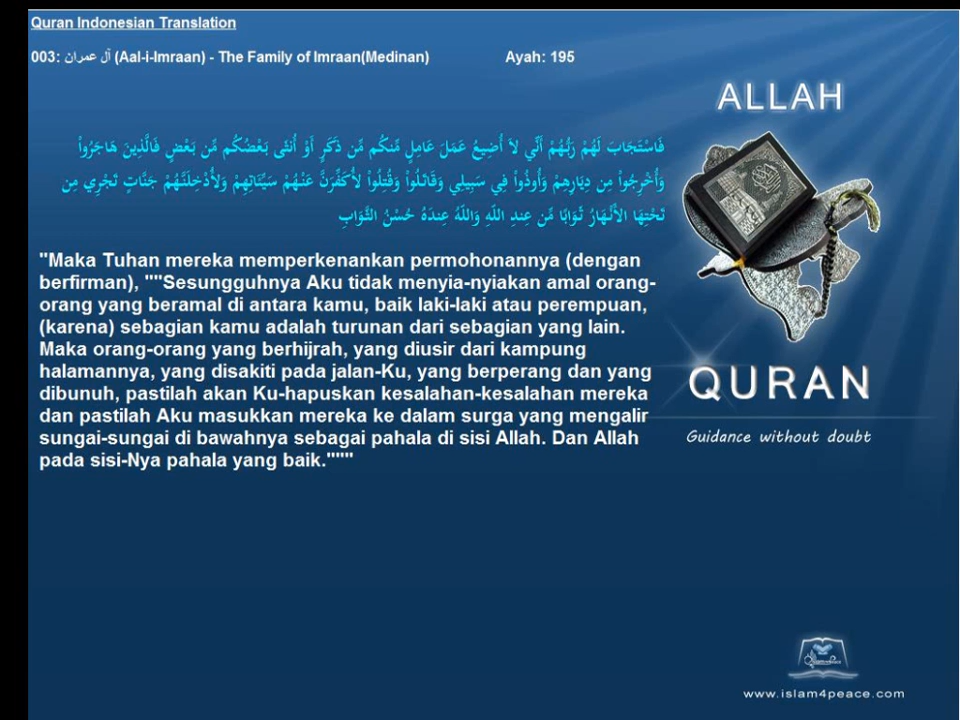 Quran Indonesian Translation
003: آل عمران (Aal-i-Imraan) - The Family of Imraan(Medinan) Ayah: 195
ALLAH
فَاسْتَجَابَ لَهُمْ رَبُّهُمْ أَنِّي لاَ أُضِيعُ عَمَلَ عَامِلٍ مِّنكُم مِّن ذَكَرٍ أَوْ أُنثَى بَعْضُكُم مِّن بَعْضٍ فَالَّذِينَ هَاجَرُواْ
وَأُخْرِجُواْ مِن دِيَارِهِمْ وَأُوذُواْ فِي سَبِيلِي وَقَاتَلُواْ وَقُتِلُواْ لأُكَفِّرَنَّ عَنْهُمْ سَيِّئَاتِهِمْ وَلأُدْخِلَنَّهُمْ جَنَّاتٍ تَجْرِي مِن
تَحْتِهَا الأَنْهَارُ ثَوَابًا مِّن عِندِ اللّهِ وَاللّهُ عِندَهُ حُسْنُ الثَّوَابِ
"Maka Tuhan mereka memperkenankan permohonannya (dengan
berfirman), ""Sesungguhnya Aku tidak menyia-nyiakan amal orang-
orang yang beramal di antara kamu, baik laki-laki atau perempuan,
(karena) sebagian kamu adalah turunan dari sebagian yang lain.
Maka orang-orang yang berhijrah, yang diusir dari kampung
halamannya, yang disakiti pada jalan-Ku, yang berperang dan yang
dibunuh, pastilah akan Ku-hapuskan kesalahan-kesalahan mereka
dan pastilah Aku masukkan mereka ke dalam surga yang mengalir
sungai-sungai di bawahnya sebagai pahala di sisi Allah. Dan Allah
pada sisi-Nya pahala yang baik."""
QURAN
Guidance without doubt
www.islam4peace.com